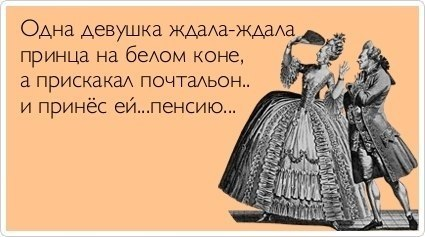 Одна девушка ждала-ждала
принца на белом коне,
а прискакал почтальон..
и принёс ей...пенсию...